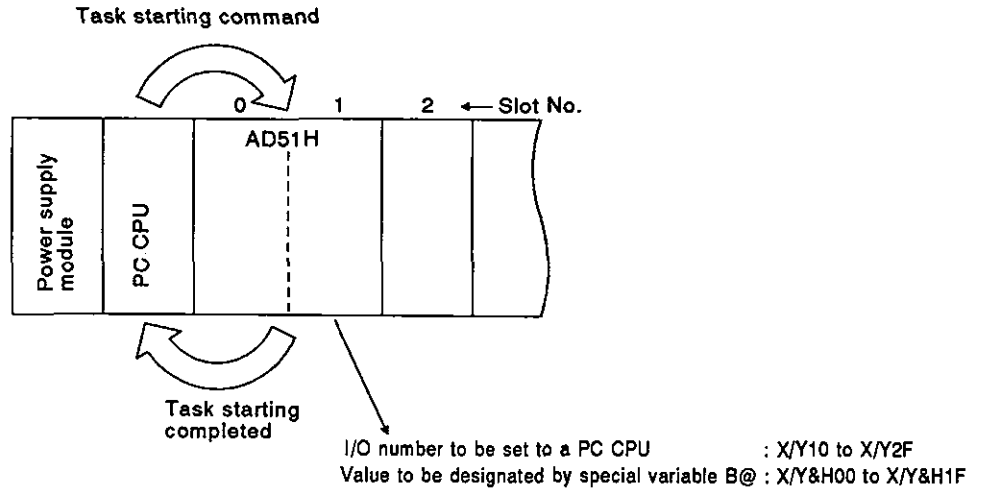 Task starting command
0 1 2 ← Slot No.
AD51H
Power supply
module
PC CPU
Task starting
completed
I/O number to be set to a PC CPU : X/Y10 to X/Y2F
Value to be designated by special variable B@ : X/Y&H00 to X/Y&H1F